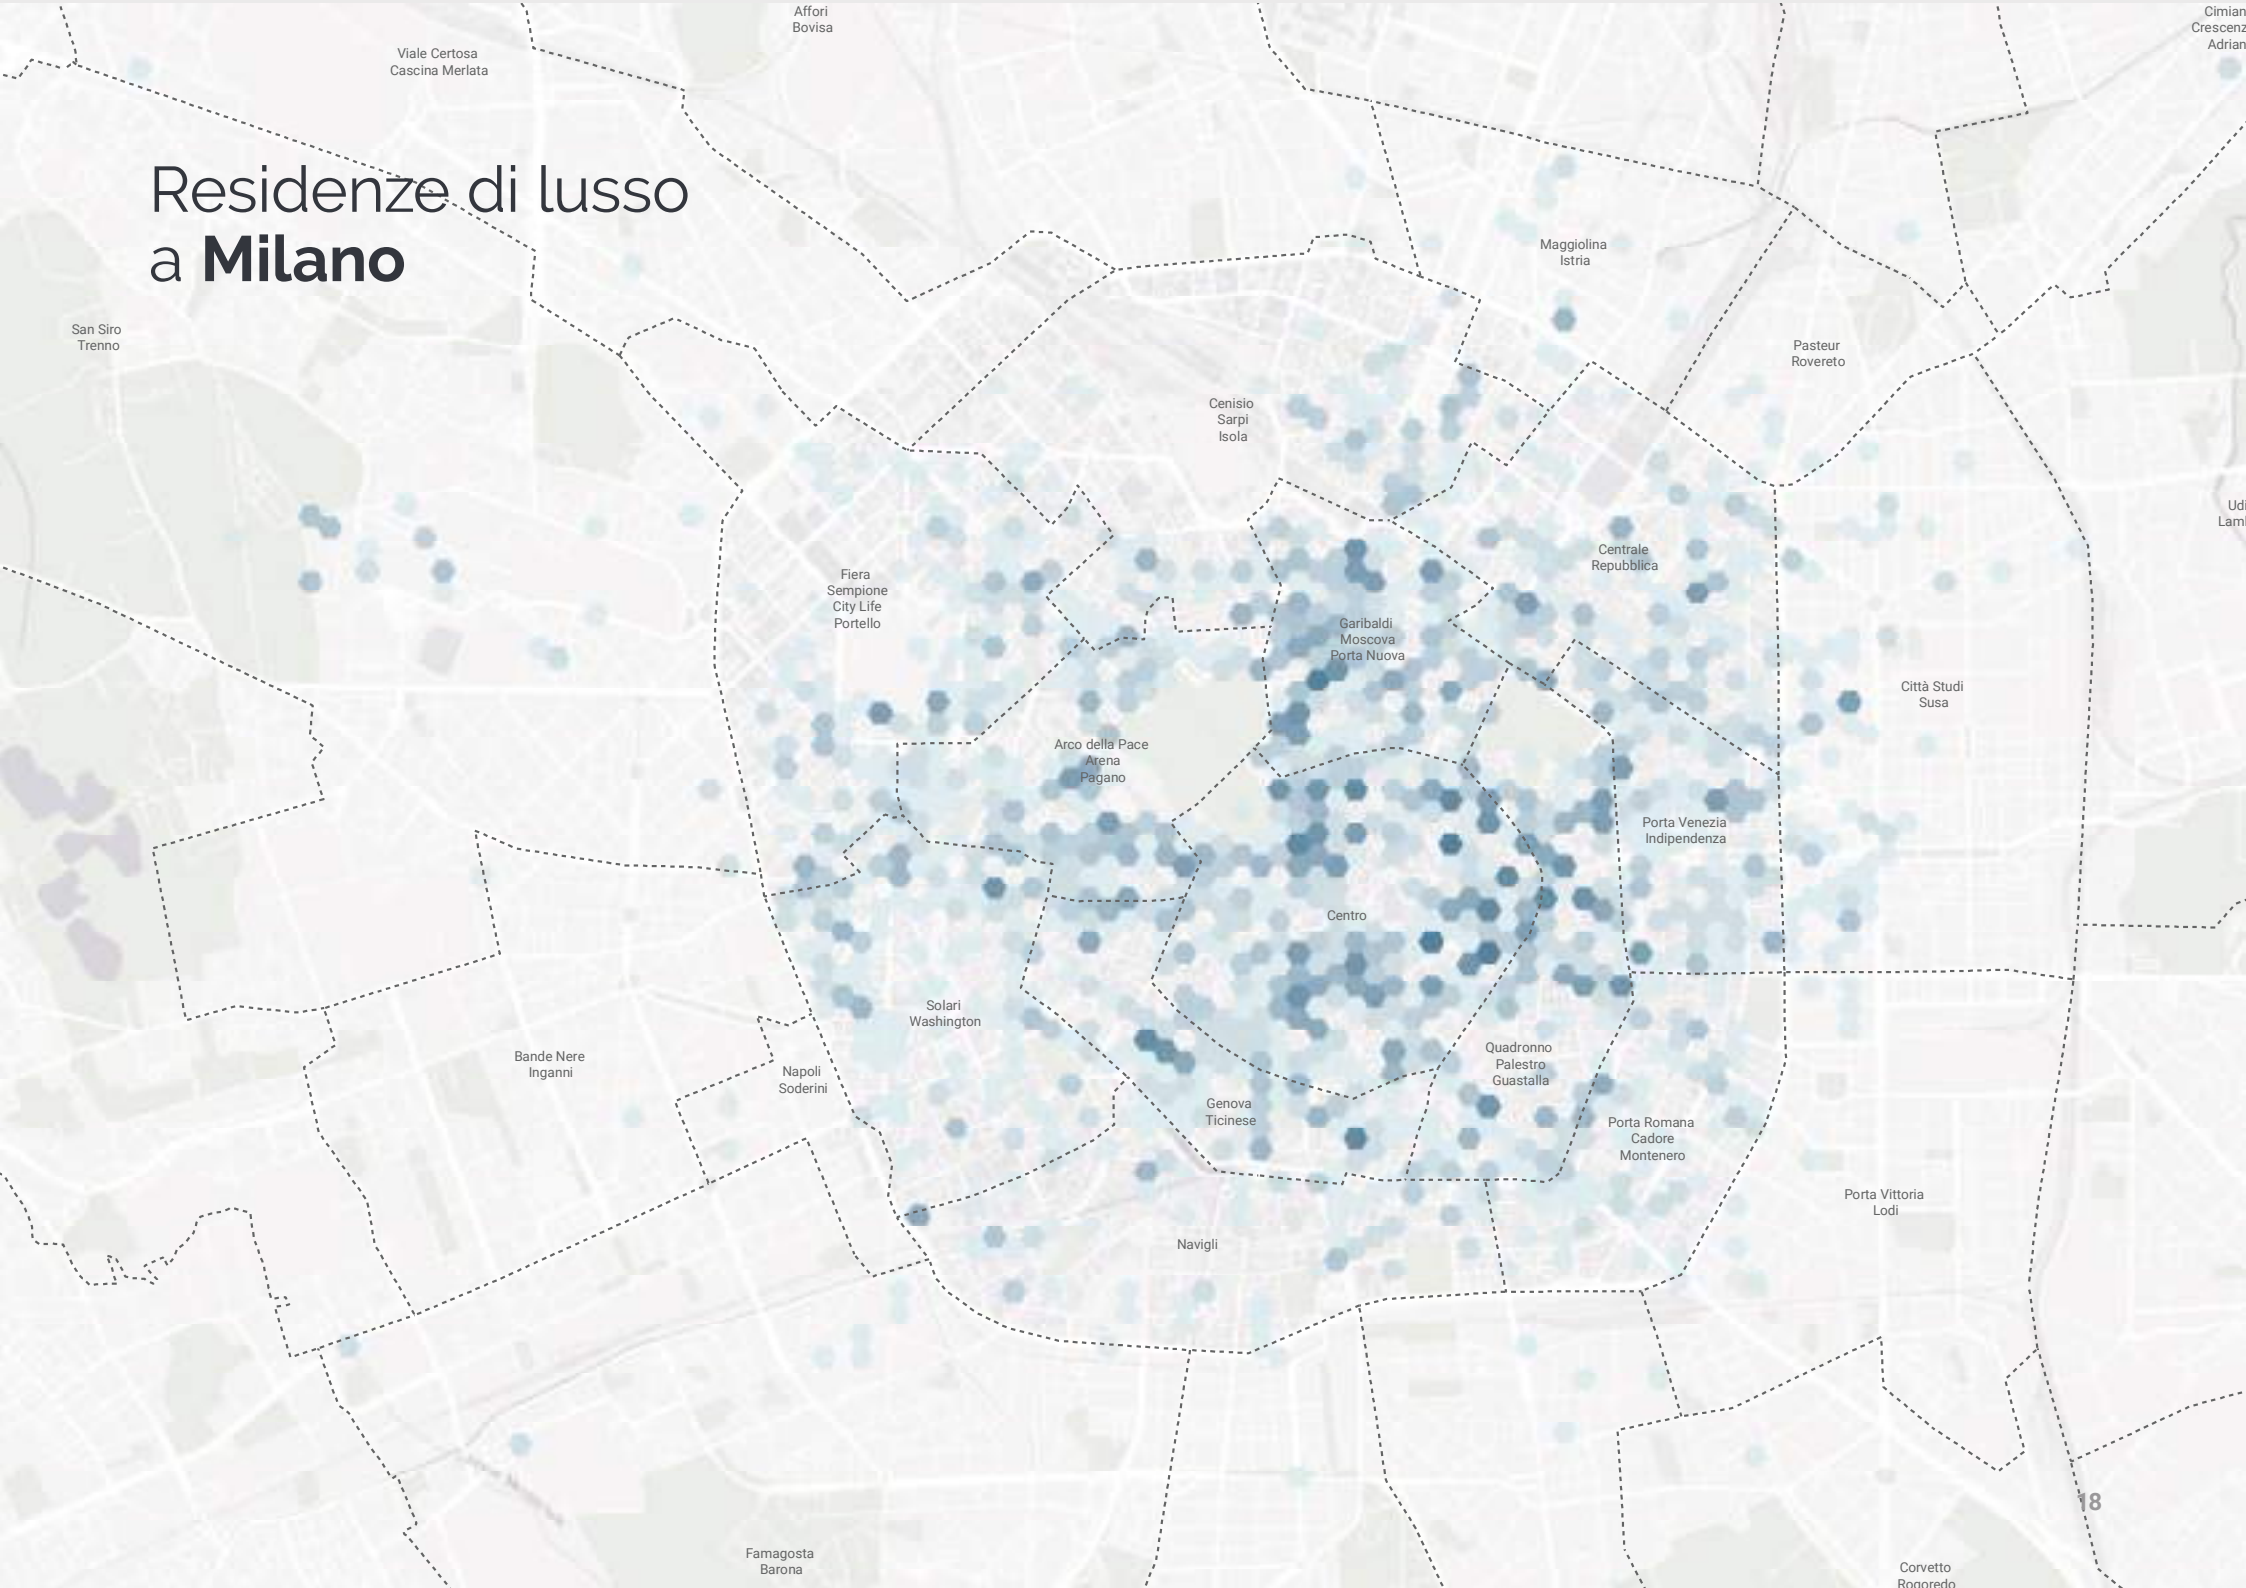 Affori
Bovisa
Cimian
Crescenz
Adrian
Viale Certosa
Cascina Merlata
Residenze di lusso
a Milano
Maggiolina
Istria
San Siro
Trenno
Pasteur
Rovereto
Cenisio
Sarpi
Isola
Udi
Lam
Centrale
Repubblica
Fiera
Sempione
City Life
Portello
Garibaldi
Moscova
Porta Nuova
Città Studi
Susa
Arco della Pace
Arena
Pagano
Porta Venezia
Indipendenza
Centro
Solari
Washington
Bande Nere
Inganni
Napoli
Soderini
Quadronno
Palestro
Guastalla
Genova
Ticinese
Porta Romana
Cadore
Montenero
Porta Vittoria
Lodi
Navigli
18
Famagosta
Barona
Corvetto
Rogoredo